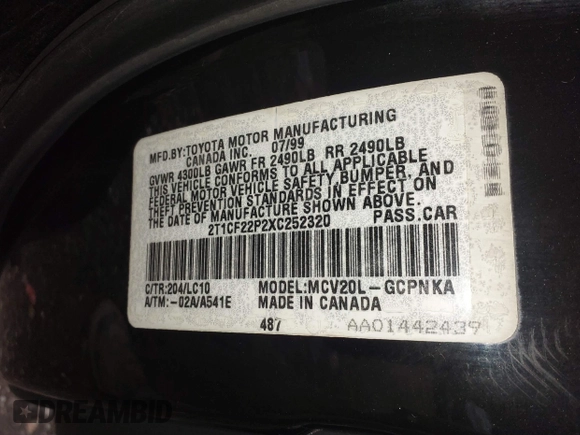 MFD.BY:TOYOTA MOTOR MANUFACTURING
CANADA INC. 07/99
GVWR 4300LB GAWR FR 2490LB RR 2490LB
THIS VEHICLE CONFORMS TO ALL APPLICABLE
FEDERAL MOTOR VEHICLE SAFETY BUMPER, AND
THEFT PREVENTION STANDARDS IN EFFECT ON
THE DATE OF MANUFACTURE SHOWN ABOVE.
2T1CF22P2XC252320 PASS.CAR
C/TR:204/LC10 MODEL:MCV20L-GCPNKA
A/TM:-02A/A541E MADE IN CANADA
487 AA01442439
DREAMBID